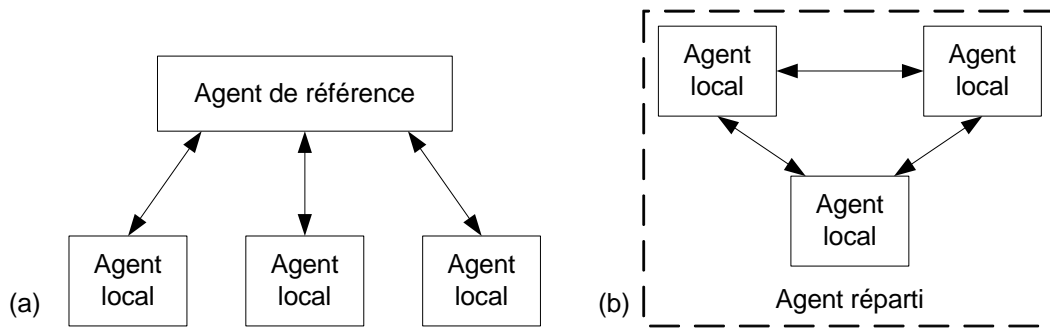 Agent de référence
Agent
local
Agent
local
Agent
local
(a)
Agent
local
Agent
local
Agent
local
Agent réparti
(b)